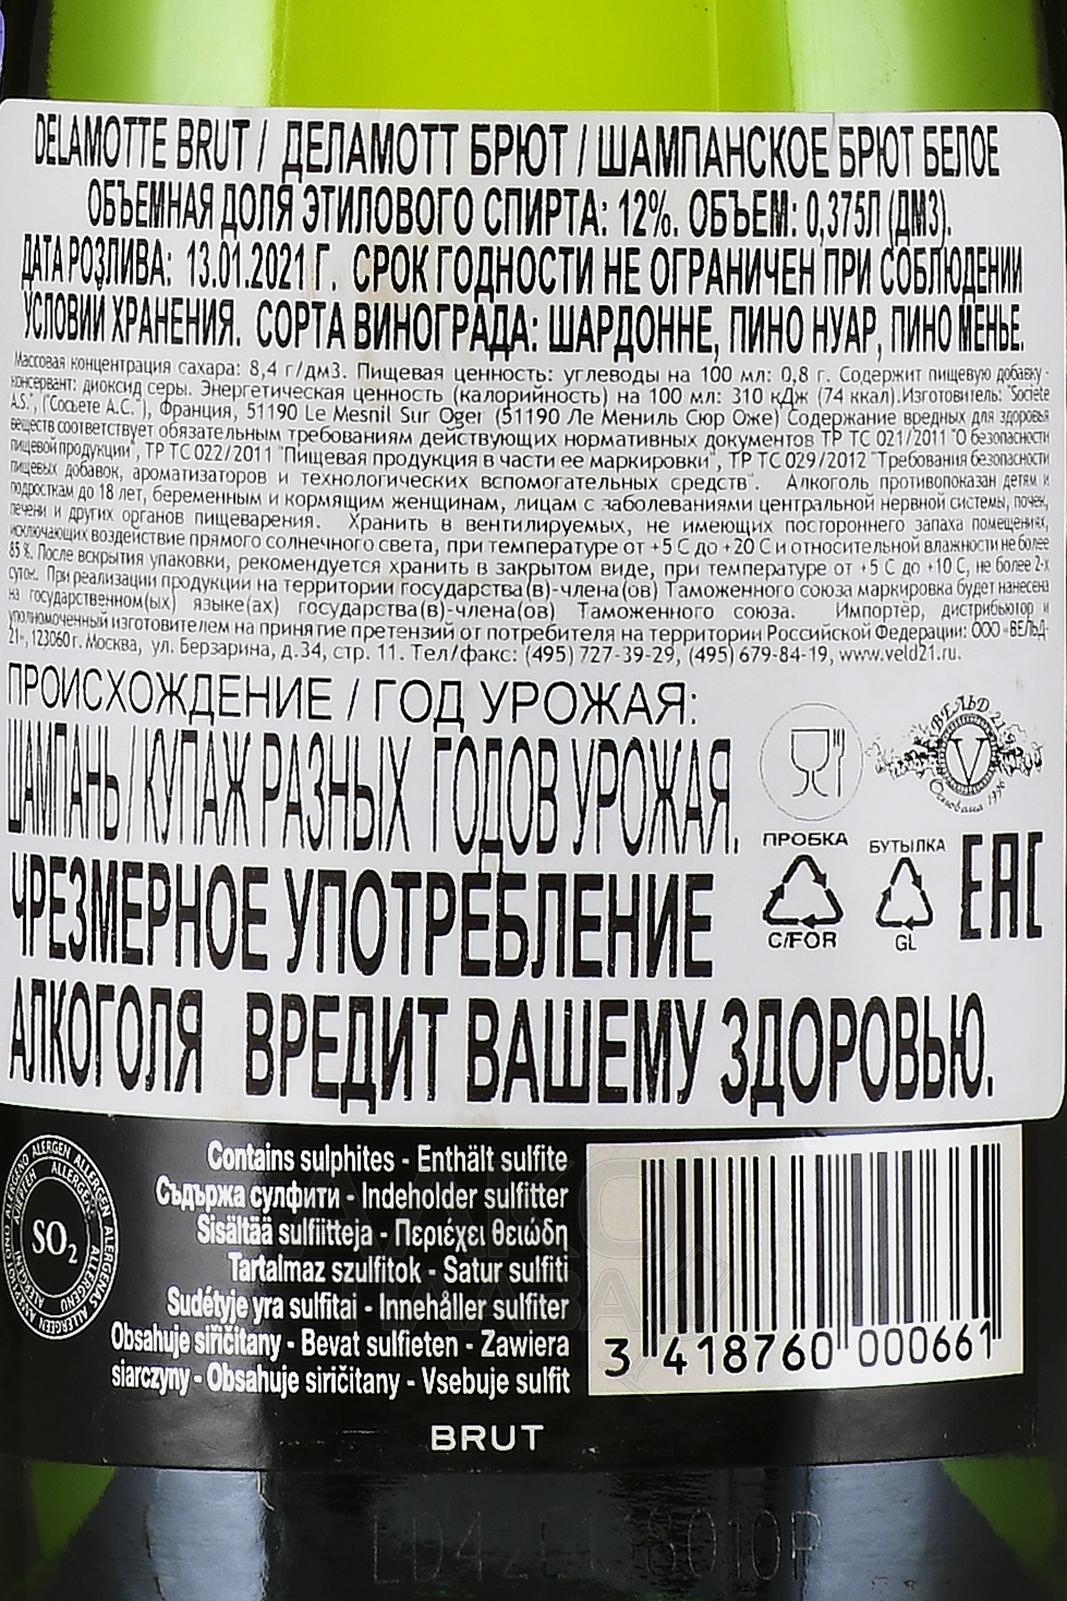 DELAMOTTE BRUT / ДЕЛАМОТТ БРЮТ / ШАМПАНСКОЕ БРЮТ БЕЛОЕ
ОБЪЕМНАЯ ДОЛЯ ЭТИЛОВОГО СПИРТА: 12%. ОБЪЕМ: 0,375Л (ДМ3).
ДАТА РОЗЛИВА: 13.01.2021 Г. СРОК ГОДНОСТИ НЕ ОГРАНИЧЕН ПРИ СОБЛЮДЕНИИ
УСЛОВИЙ ХРАНЕНИЯ. СОРТА ВИНОГРАДА: ШАРДОННЕ, ПИНО НУАР, ПИНО МЕНЬЕ.
Массовая концентрация сахара: 8,4 г/дм3. Пищевая ценность: углеводы на 100 мл: 0,8 г. Содержит пищевую добавку -
консервант: диоксид серы. Энергетическая ценность (калорийность) на 100 мл: 310 кДж (74 ккал).Изготовитель: "Societe
A.S.", ("Сосьете А.С."), Франция, 51190 Le Mesnil Sur Oger (51190 Ле Мениль Сюр Оже) Содержание вредных для здоровья
веществ соответствует обязательным требованиям действующих нормативных документов ТР ТС 021/2011 "О безопасности
пищевой продукции", ТР ТС 022/2011 "Пищевая продукция в части ее маркировки", ТР ТС 029/2012 "Требования безопасности
пищевых добавок, ароматизаторов и технологических вспомогательных средств". Алкоголь противопоказан детям и
подросткам до 18 лет, беременным и кормящим женщинам, лицам с заболеваниями центральной нервной системы, почек,
печени и других органов пищеварения. Хранить в вентилируемых, не имеющих постороннего запаха помещениях,
исключающих воздействие прямого солнечного света, при температуре от +5 С до +20 С и относительной влажности не более
85 %. После вскрытия упаковки, рекомендуется хранить в закрытом виде, при температуре от +5 С до +10 С, не более 2-х
суток. При реализации продукции на территории государства(в)-члена(ов) Таможенного союза маркировка будет нанесена
на государственном(ых) языке(ах) государства(в)-члена(ов) Таможенного союза. Импортёр, дистрибьютор и
уполномоченный изготовителем на принятие претензий от потребителя на территории Российской Федерации: ООО «ВЕЛЬД-
21», 123060 г. Москва, ул. Берзарина, д.34, стр. 11. Тел/факс: (495) 727-39-29, (495) 679-84-19, www.veld21.ru.
ПРОИСХОЖДЕНИЕ / ГОД УРОЖАЯ:
ШАМПАНЬ / КУПАЖ РАЗНЫХ ГОДОВ УРОЖАЯ.
ВЕЛЬД 21
V
Основана 1996
ПРОБКА
БУТЫЛКА
EAC
C/FOR
GL
ЧРЕЗМЕРНОЕ УПОТРЕБЛЕНИЕ
АЛКОГОЛЯ ВРЕДИТ ВАШЕМУ ЗДОРОВЬЮ.
SO2
Contains sulphites - Enthält sulfite
Съдържа сулфити - Indeholder sulfitter
Sisältää sulfiitteja - Περιέχει θειώδη
Tartalmaz szulfitok - Satur sulfiti
Sudėtyje yra sulfitai - Innehåller sulfiter
Obsahuje siřičitany - Bevat sulfieten - Zawiera
siarczyny - Obsahuje siričitany - Vsebuje sulfit
3 418760 000661
BRUT